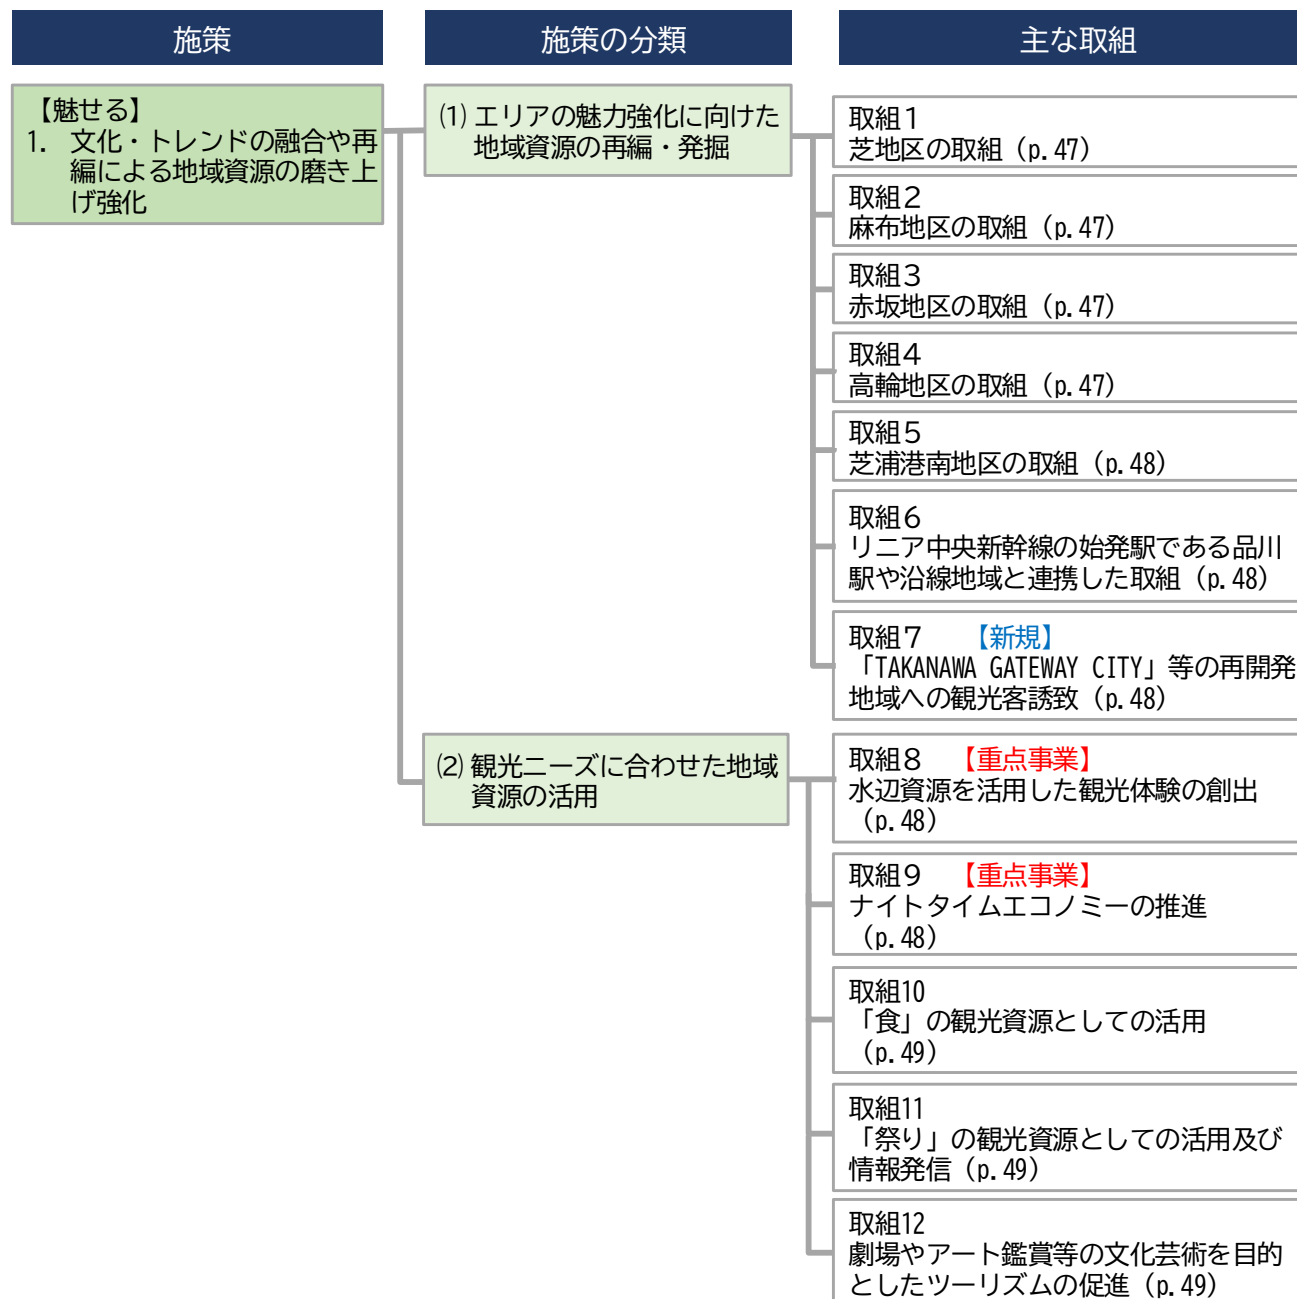 施策
施策の分類
主な取組
【魅せる】
1. 文化・トレンドの融合や再
編による地域資源の磨き上
げ強化
⑴ エリアの魅力強化に向けた
地域資源の再編・発掘
取組１
芝地区の取組（p.47）
取組２
麻布地区の取組（p.47）
取組３
赤坂地区の取組（p.47）
取組４
高輪地区の取組（p.47）
取組５
芝浦港南地区の取組（p.48）
取組６
リニア中央新幹線の始発駅である品川
駅や沿線地域と連携した取組（p.48）
取組７　【新規】
「TAKANAWA GATEWAY CITY」等の再開発
地域への観光客誘致（p.48）
⑵ 観光ニーズに合わせた地域
資源の活用
取組８　【重点事業】
水辺資源を活用した観光体験の創出
（p.48）
取組９　【重点事業】
ナイトタイムエコノミーの推進
（p.48）
取組10
「食」の観光資源としての活用
（p.49）
取組11
「祭り」の観光資源としての活用及び
情報発信（p.49）
取組12
劇場やアート鑑賞等の文化芸術を目的
としたツーリズムの促進（p.49）